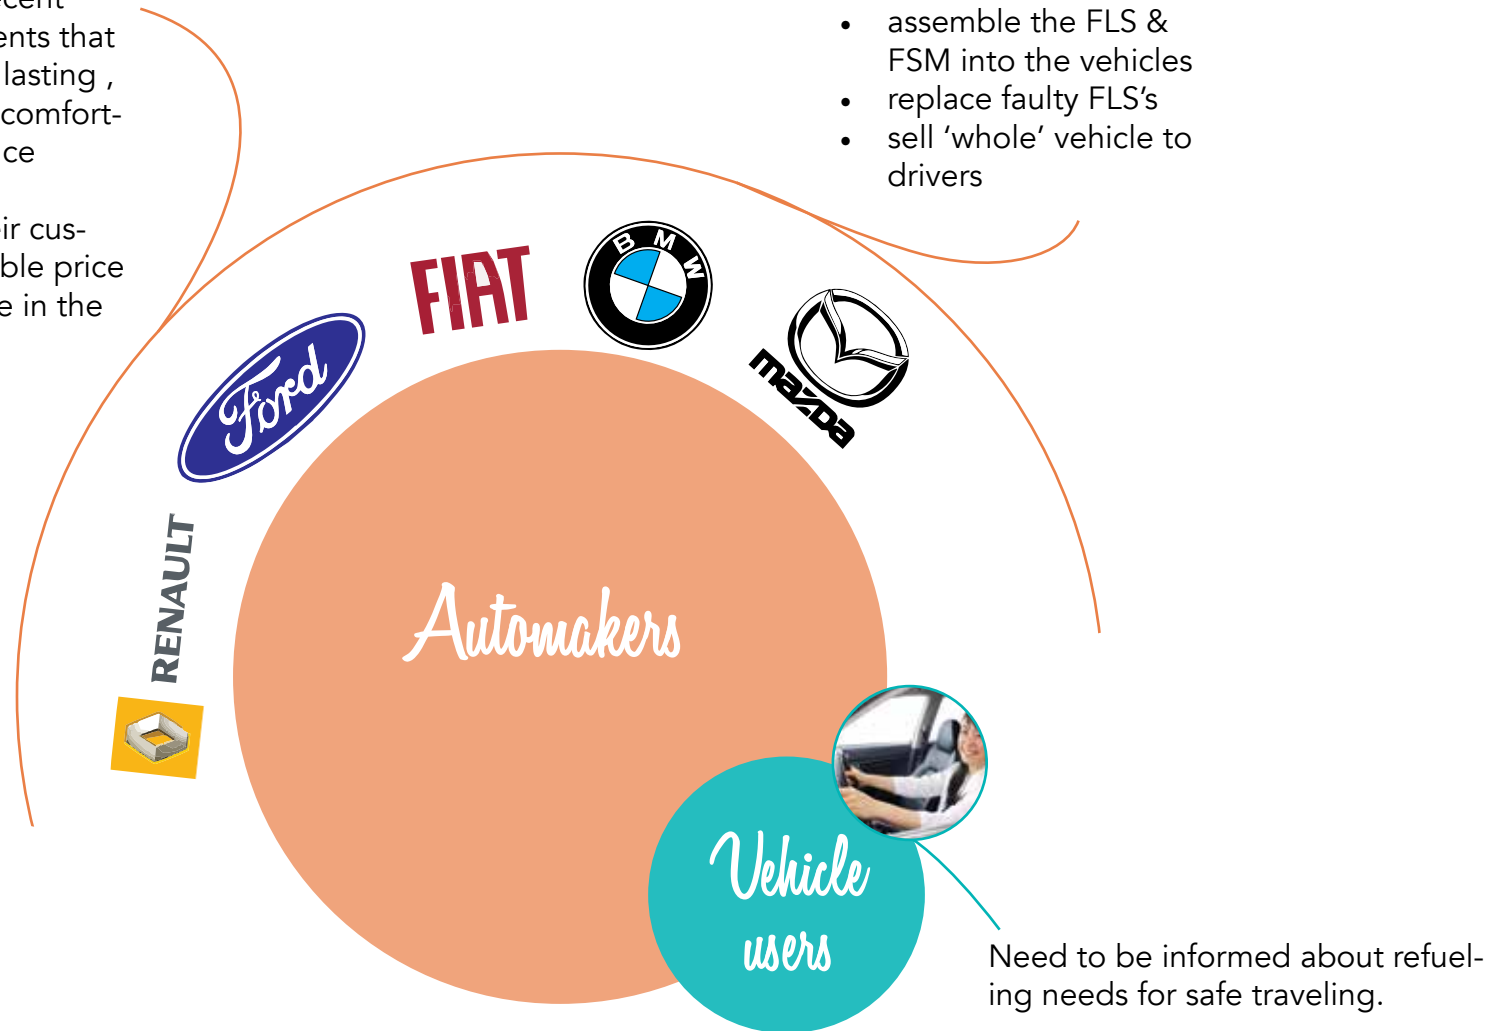 ents that
lasting ,
comfort-
ce
ir cus-
ble price
e in the
• assemble the FLS &
FSM into the vehicles
• replace faulty FLS's
• sell ‘whole’ vehicle to
drivers
FIAT
BMW
Ford
mazda
RENAULT
Automakers
Vehicle
users
Need to be informed about refuel-
ing needs for safe traveling.